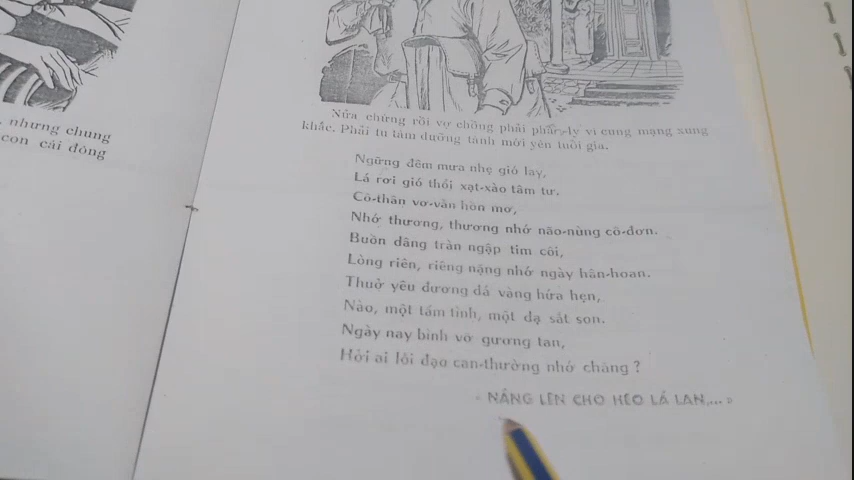 , nhưng chung
con cái đông
Nửa chừng rồi vợ chồng phải phân-ly vì cung mạng xung
khắc. Phải tu tâm dưỡng tánh mới yên tuổi già.
Ngững đêm mưa nhẹ gió lay,
Lá rơi gió thổi xạt-xào tâm tư.
Cô-thân vơ-vẩn hồn mơ,
Nhớ thương, thương nhớ não-nùng cô-đơn.
Buồn dâng tràn ngập tim côi,
Lòng riên, riêng nặng nhớ ngày hân-hoan.
Thuở yêu đương đá vàng hứa hẹn,
Nào, một tấm tình, một dạ sắt son.
Ngày nay bình vỡ gương tan,
Hỏi ai lỗi đạo can-thường nhớ chăng ?
« NẮNG LÊN CHO HÉO LÁ LAN,... »